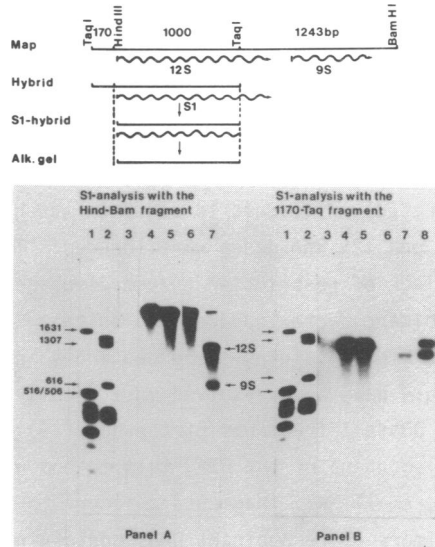 TaqI 170 HindIII 1000 TaqI 1243bp BamHI
Map
12S 9S
Hybrid
S1
S1-hybrid
Alk. gel
S1-analysis with the Hind-Bam fragment
1 2 3 4 5 6 7
1631
1307
616
516/506
12S
9S
Panel A
S1-analysis with the 1170-Taq fragment
1 2 3 4 5 6 7 8
Panel B